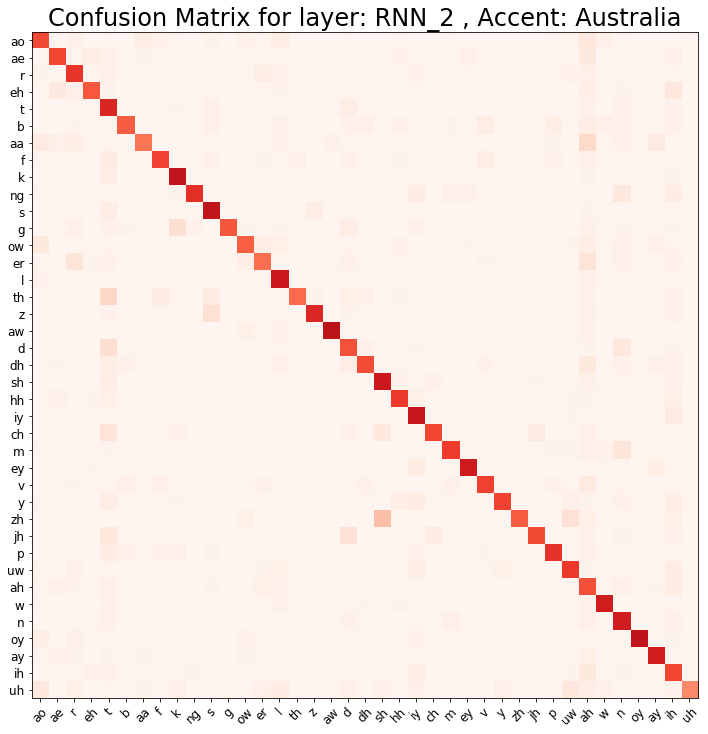 Confusion Matrix for layer: RNN_2 , Accent: Australia
ao
ae
r
eh
t
b
aa
f
k
ng
s
g
ow
er
l
th
z
aw
d
dh
sh
hh
iy
ch
m
ey
v
y
zh
jh
p
uw
ah
w
n
oy
ay
ih
uh
ao ae r eh t b aa f k ng s g ow er l th z aw d dh sh hh iy ch m ey v y zh jh p uw ah w n oy ay ih uh